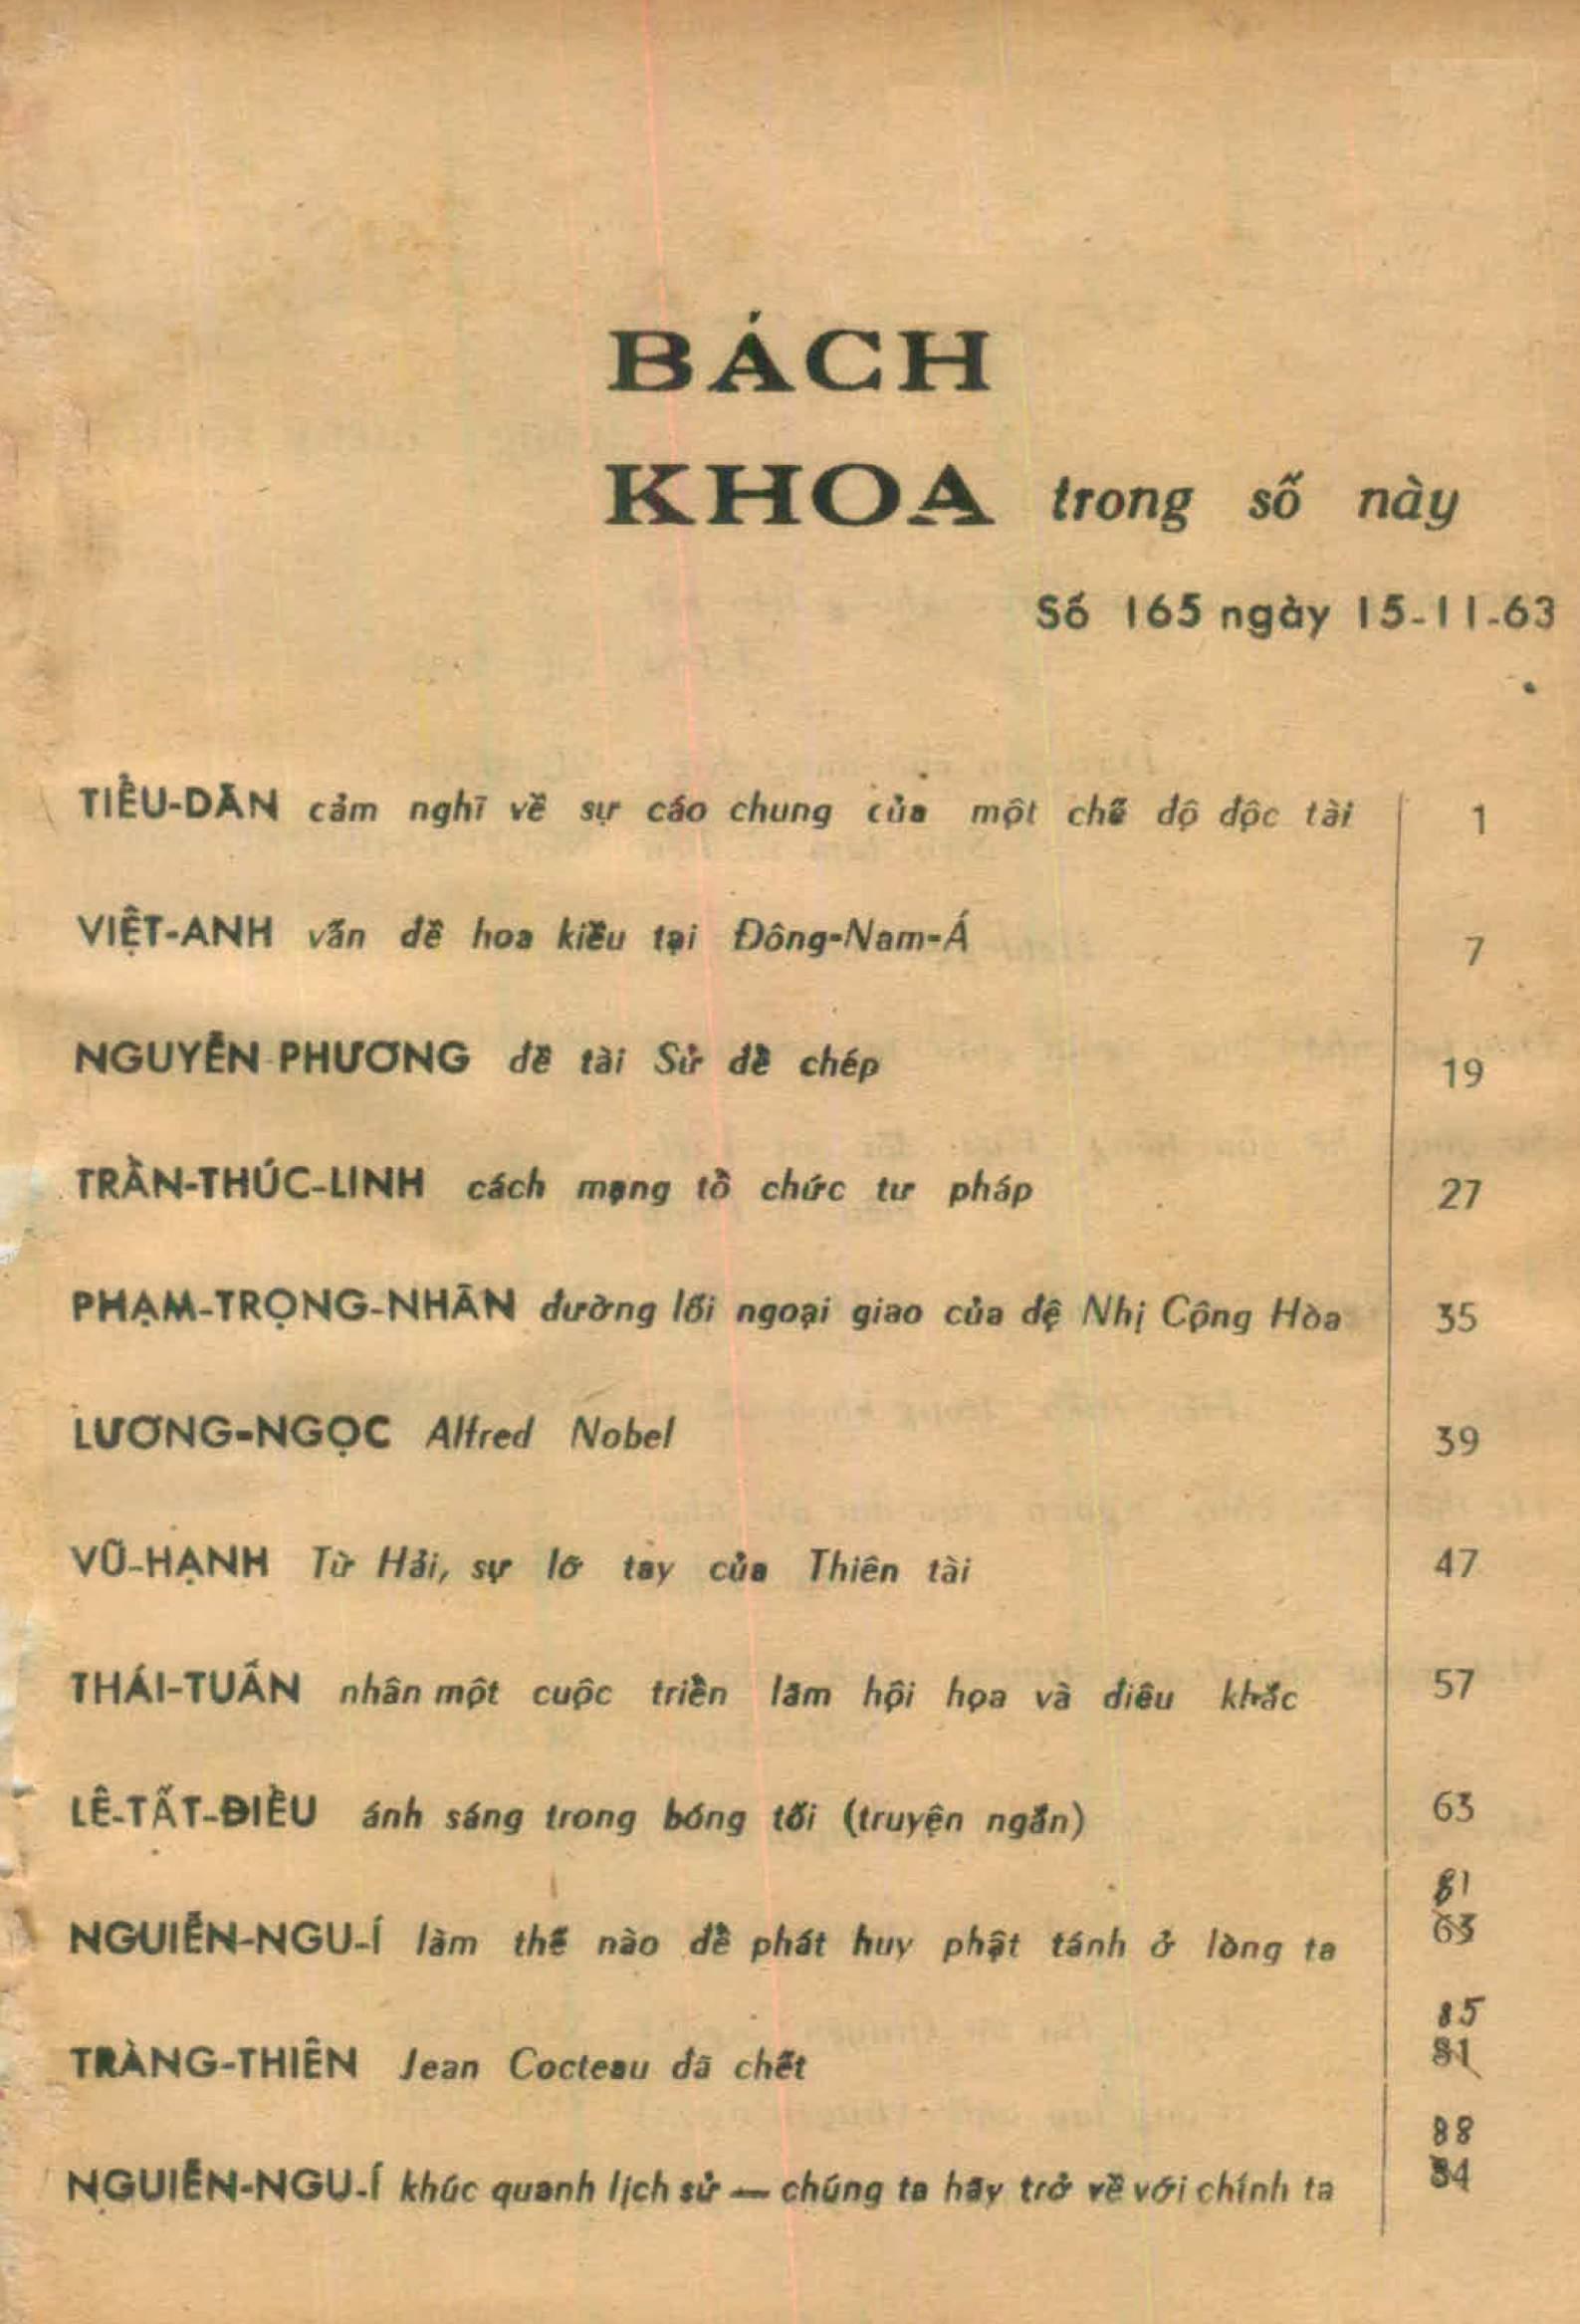 BÁCH
KHOA trong số này
Số 165 ngày 15-11-63
TIỂU-DÂN cảm nghĩ về sự cáo chung của một chế độ độc tài 1
VIỆT-ANH vấn đề hoa kiều tại Đông-Nam-Á 7
NGUYỄN-PHƯƠNG đề tài Sử để chép 19
TRẦN-THÚC-LINH cách mạng tổ chức tư pháp 27
PHẠM-TRỌNG-NHÂN đường lối ngoại giao của đệ Nhị Cộng Hòa 35
LƯƠNG-NGỌC Alfred Nobel 39
VŨ-HẠNH Từ Hải, sự lỡ tay của Thiên tài 47
THÁI-TUẤN nhân một cuộc triển lãm hội họa và điêu khắc 57
LÊ-TẤT-ĐIỀU ánh sáng trong bóng tối (truyện ngắn) 63
81
NGUIỄN-NGU-Í làm thế nào để phát huy phật tánh ở lòng ta 63
85
TRÀNG-THIÊN Jean Cocteau đã chết 81
88
NGUIỄN-NGU-Í khúc quanh lịch sử — chúng ta hãy trở về với chính ta 84